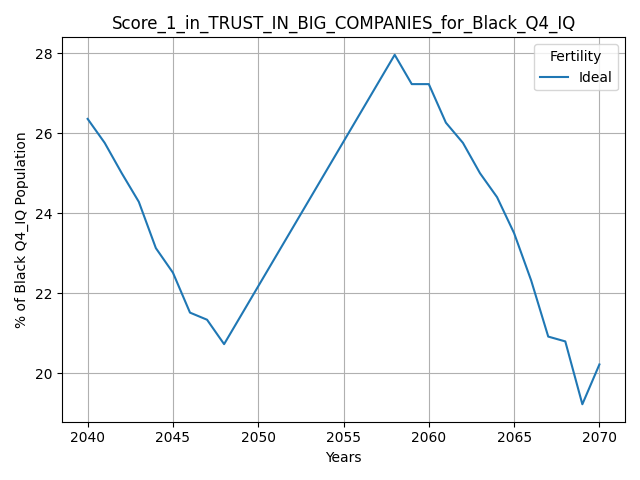 Score_1_in_TRUST_IN_BIG_COMPANIES_for_Black_Q4_IQ
Fertility
Ideal
% of Black Q4_IQ Population
28
26
24
22
20
2040 2045 2050 2055 2060 2065 2070
Years